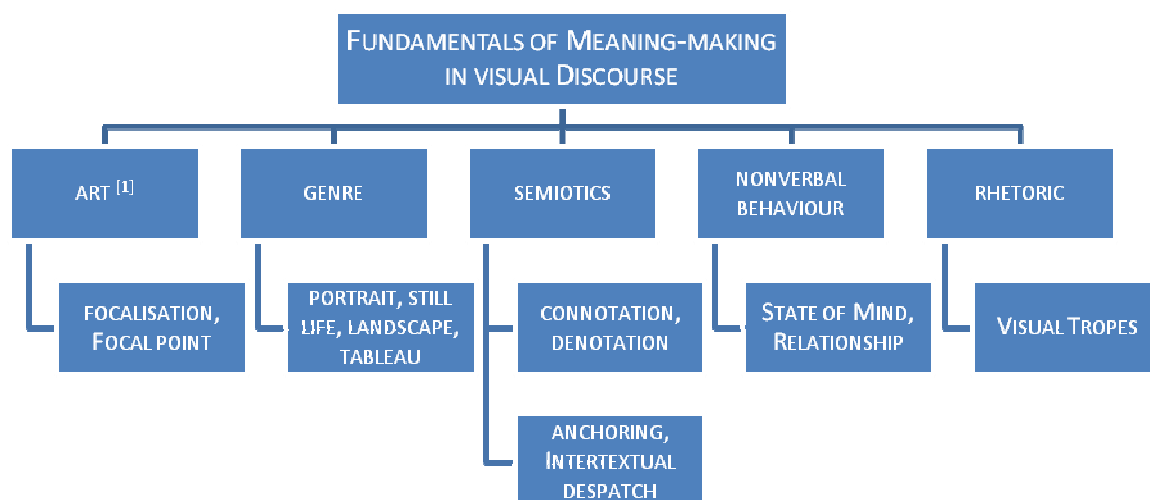 FUNDAMENTALS OF MEANING-MAKING
IN VISUAL DISCOURSE
ART [1]
GENRE
SEMIOTICS
NONVERBAL
BEHAVIOUR
RHETORIC
FOCALISATION,
FOCAL POINT
PORTRAIT, STILL
LIFE, LANDSCAPE,
TABLEAU
CONNOTATION,
DENOTATION
STATE OF MIND,
RELATIONSHIP
VISUAL TROPES
ANCHORING,
INTERTEXTUAL
DESPATCH